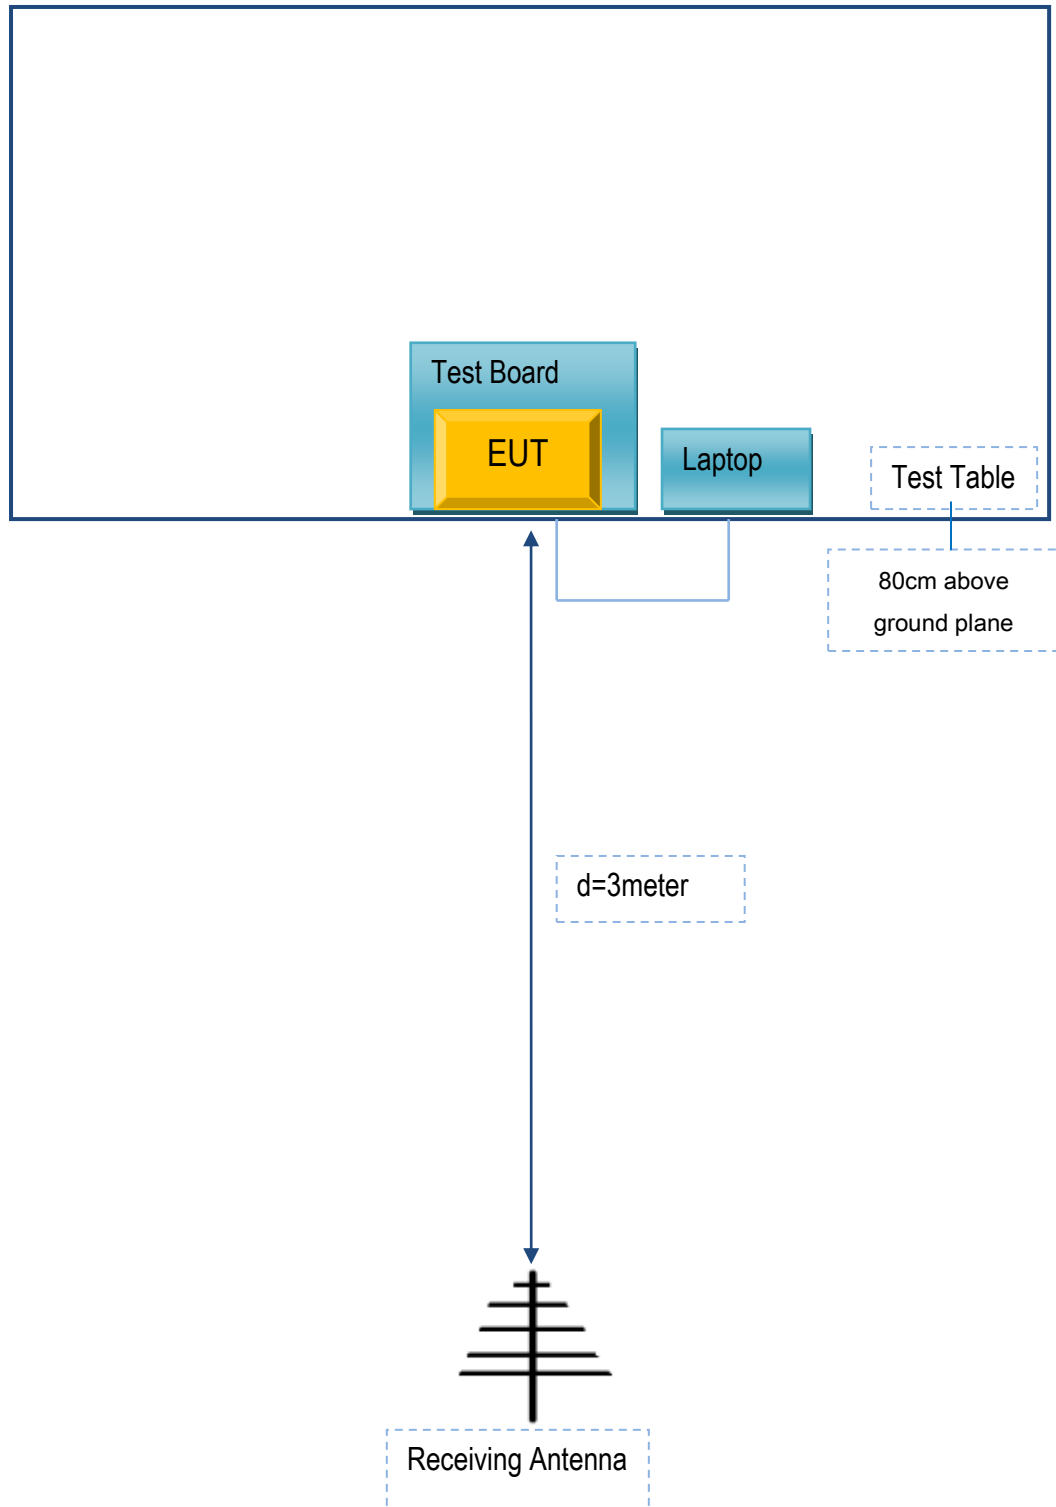 Test Board
EUT
Laptop
Test Table
80cm above
ground plane
d=3meter
Receiving Antenna